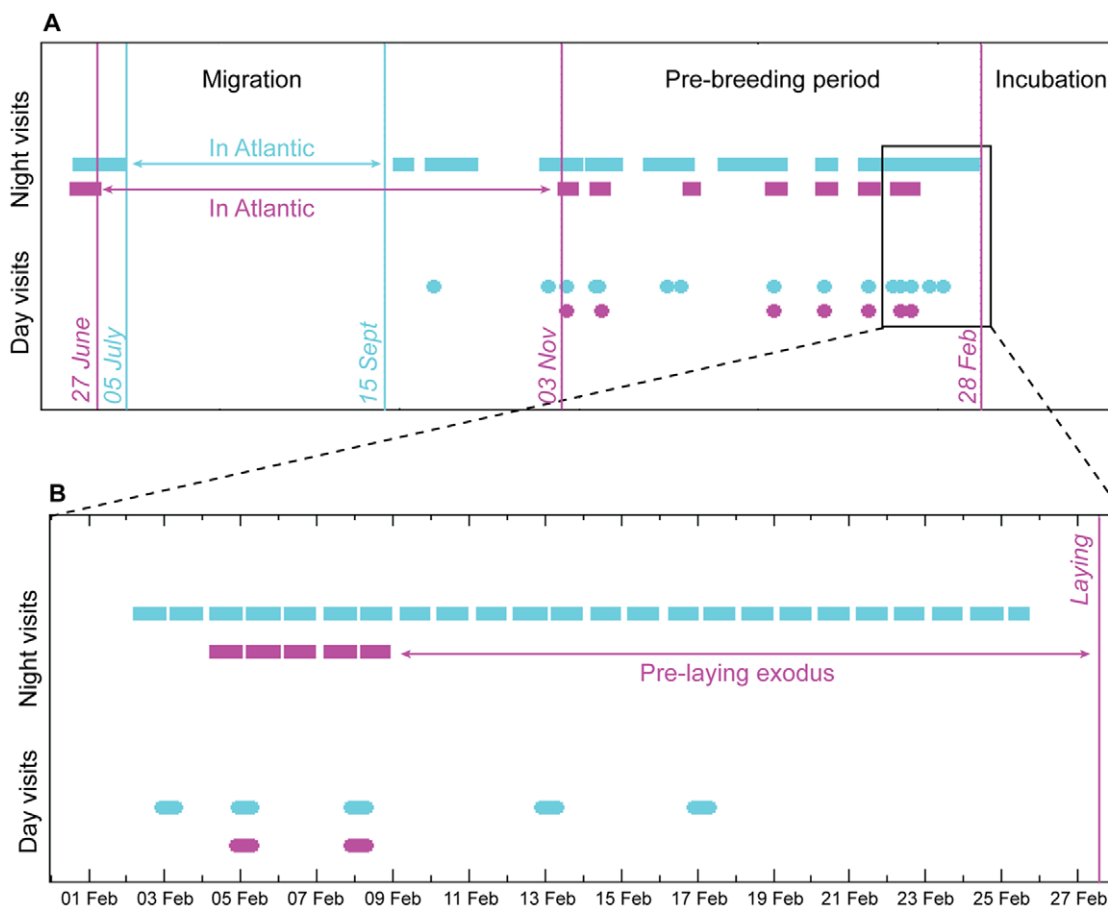 A
Migration
Pre-breeding period
Incubation
Night visits
In Atlantic
In Atlantic
Day visits
27 June
05 July
15 Sept
03 Nov
28 Feb
B
Laying
Night visits
Pre-laying exodus
Day visits
01 Feb 03 Feb 05 Feb 07 Feb 09 Feb 11 Feb 13 Feb 15 Feb 17 Feb 19 Feb 21 Feb 23 Feb 25 Feb 27 Feb